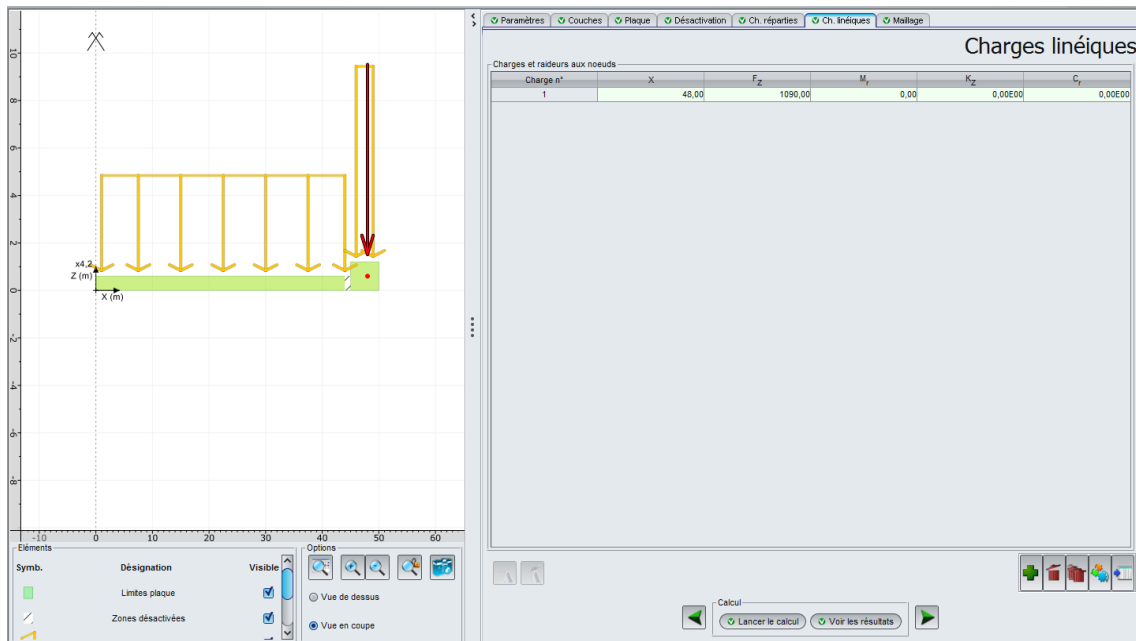 Paramètres Couches Plaque Désactivation Ch. réparties Ch. linéiques Maillage
Charges linéiques
Charges et raideurs aux noeuds
Charge n° X Fz Mr Kz Cr
1 48,00 1090,00 0,00 0,00E00 0,00E00
10
8
6
4
2
0
-2
-4
-6
-8
x4,2
Z (m)
X (m)
-10 0 10 20 30 40 50 60
Eléments
Symb. Désignation Visible
Limites plaque
Zones désactivées
Options
Vue de dessus
Vue en coupe
Calcul
Lancer le calcul Voir les résultats